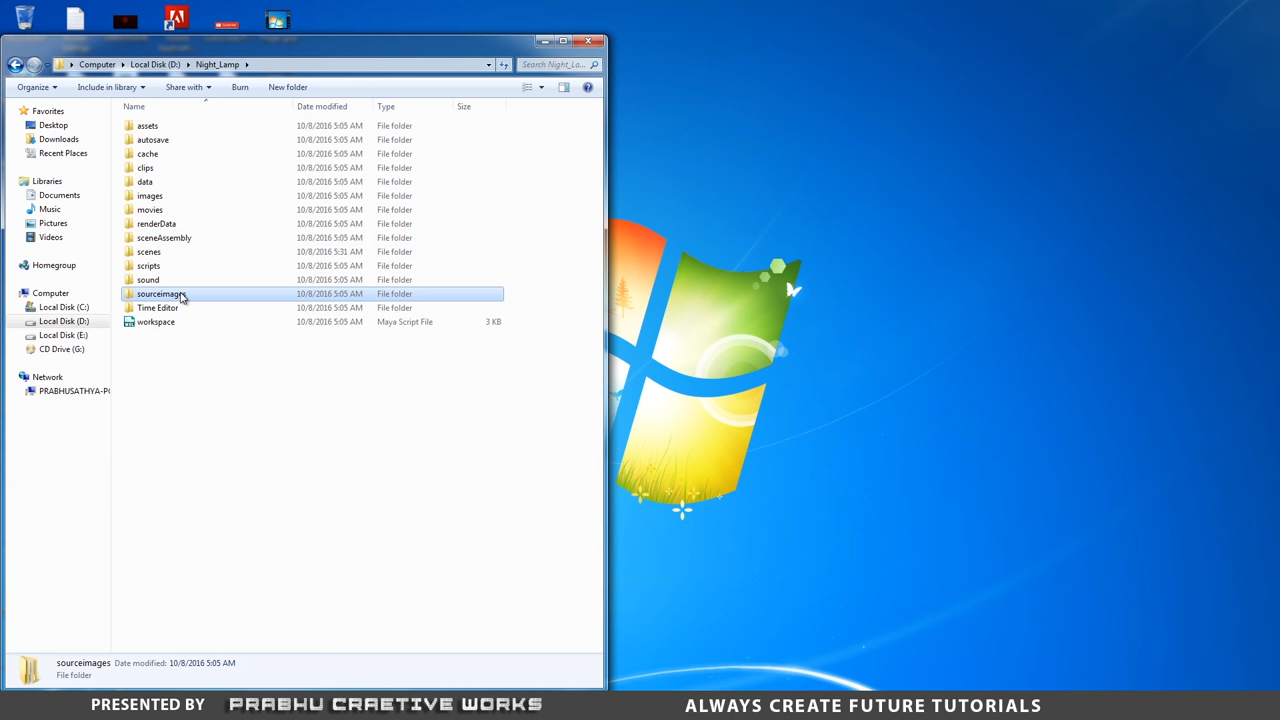 Computer Local Disk (D:) Night_Lamp Search Night_La...
Organize Include in library Share with Burn New folder
Name Date modified Type Size
Favorites
Desktop
Downloads
Recent Places
Libraries
Documents
Music
Pictures
Videos
Homegroup
Computer
Local Disk (C:)
Local Disk (D:)
Local Disk (E:)
CD Drive (G:)
Network
PRABHUSATHYA-PC
assets 10/8/2016 5:05 AM File folder
autosave 10/8/2016 5:05 AM File folder
cache 10/8/2016 5:05 AM File folder
clips 10/8/2016 5:05 AM File folder
data 10/8/2016 5:05 AM File folder
images 10/8/2016 5:05 AM File folder
movies 10/8/2016 5:05 AM File folder
renderData 10/8/2016 5:05 AM File folder
sceneAssembly 10/8/2016 5:05 AM File folder
scenes 10/8/2016 5:31 AM File folder
scripts 10/8/2016 5:05 AM File folder
sound 10/8/2016 5:05 AM File folder
sourceimages 10/8/2016 5:05 AM File folder
Time Editor 10/8/2016 5:05 AM File folder
workspace 10/8/2016 5:05 AM Maya Script File 3 KB
sourceimages Date modified: 10/8/2016 5:05 AM
File folder
PRESENTED BY PRABHU CRAETIVE WORKS ALWAYS CREATE FUTURE TUTORIALS